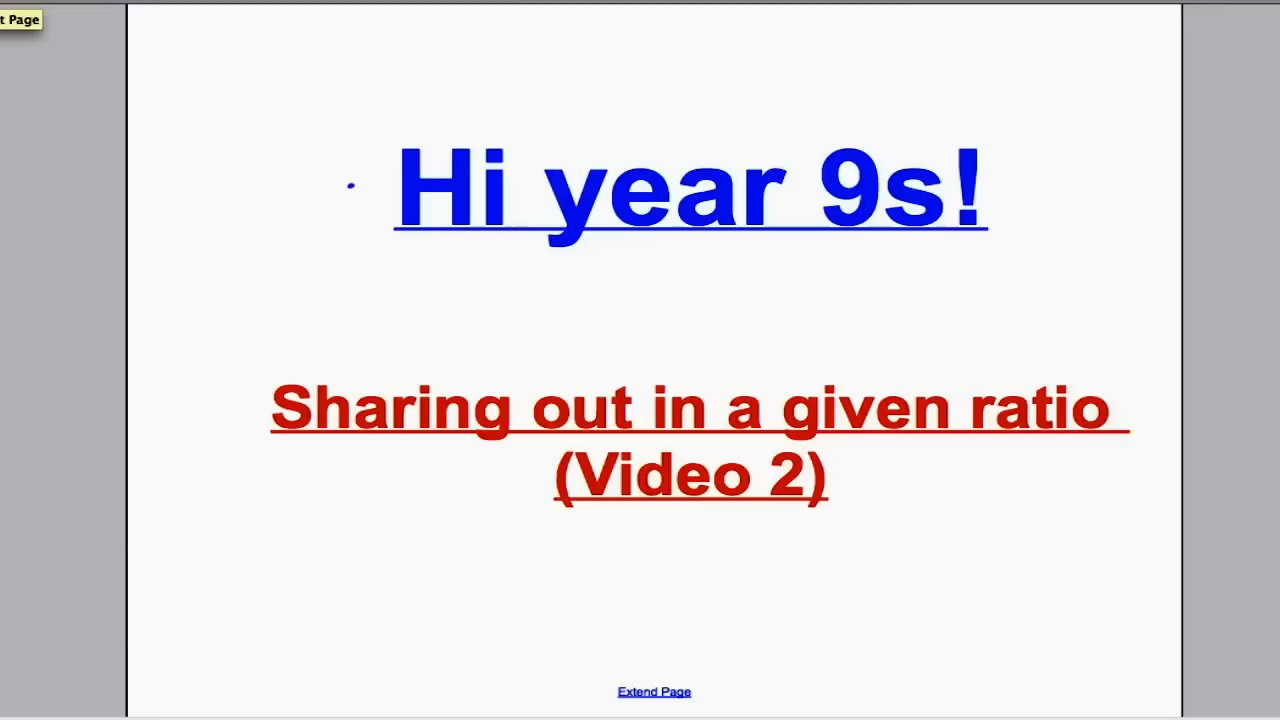 t Page
Hi year 9s!
Sharing out in a given ratio
(Video 2)
Extend Page